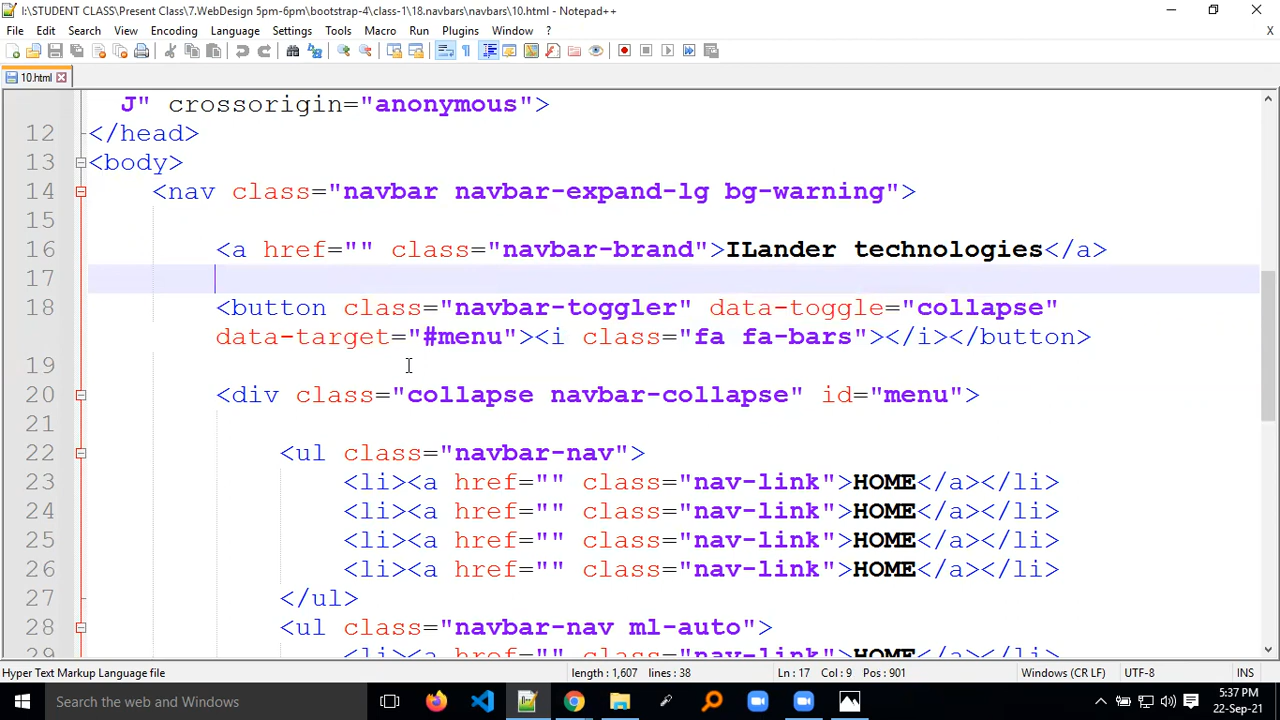 I:\STUDENT CLASS\Present Class\7.WebDesign 5pm-6pm\bootstrap-4\class-1\18.navbars\navbars\10.html - Notepad++
File Edit Search View Encoding Language Settings Tools Macro Run Plugins Window ? X
10.html
J" crossorigin="anonymous">
12 </head>
13 <body>
14 <nav class="navbar navbar-expand-lg bg-warning">
15
16 <a href="" class="navbar-brand">ILander technologies</a>
17
18 <button class="navbar-toggler" data-toggle="collapse"
data-target="#menu"><i class="fa fa-bars"></i></button>
19
20 <div class="collapse navbar-collapse" id="menu">
21
22 <ul class="navbar-nav">
23 <li><a href="" class="nav-link">HOME</a></li>
24 <li><a href="" class="nav-link">HOME</a></li>
25 <li><a href="" class="nav-link">HOME</a></li>
26 <li><a href="" class="nav-link">HOME</a></li>
27 </ul>
28 <ul class="navbar-nav ml-auto">
29 <li><a href="" class="nav-link">HOME</a></li>
Hyper Text Markup Language file length : 1,607 lines : 38 Ln : 17 Col : 9 Pos : 901 Windows (CR LF) UTF-8 INS
Search the web and Windows
5:37 PM
22-Sep-21